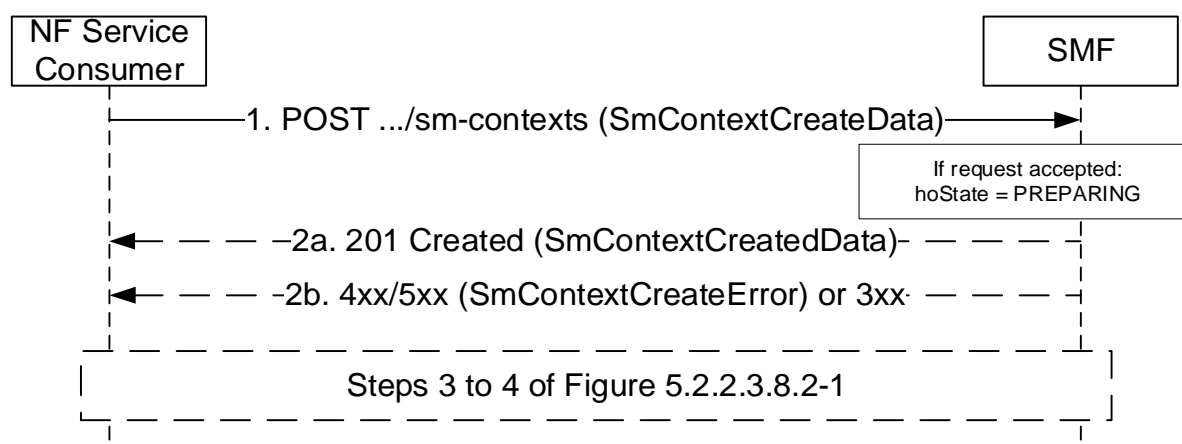 NF Service
Consumer
SMF
1. POST .../sm-contexts (SmContextCreateData)
If request accepted:
hoState = PREPARING
2a. 201 Created (SmContextCreatedData)
2b. 4xx/5xx (SmContextCreateError) or 3xx
Steps 3 to 4 of Figure 5.2.2.3.8.2-1